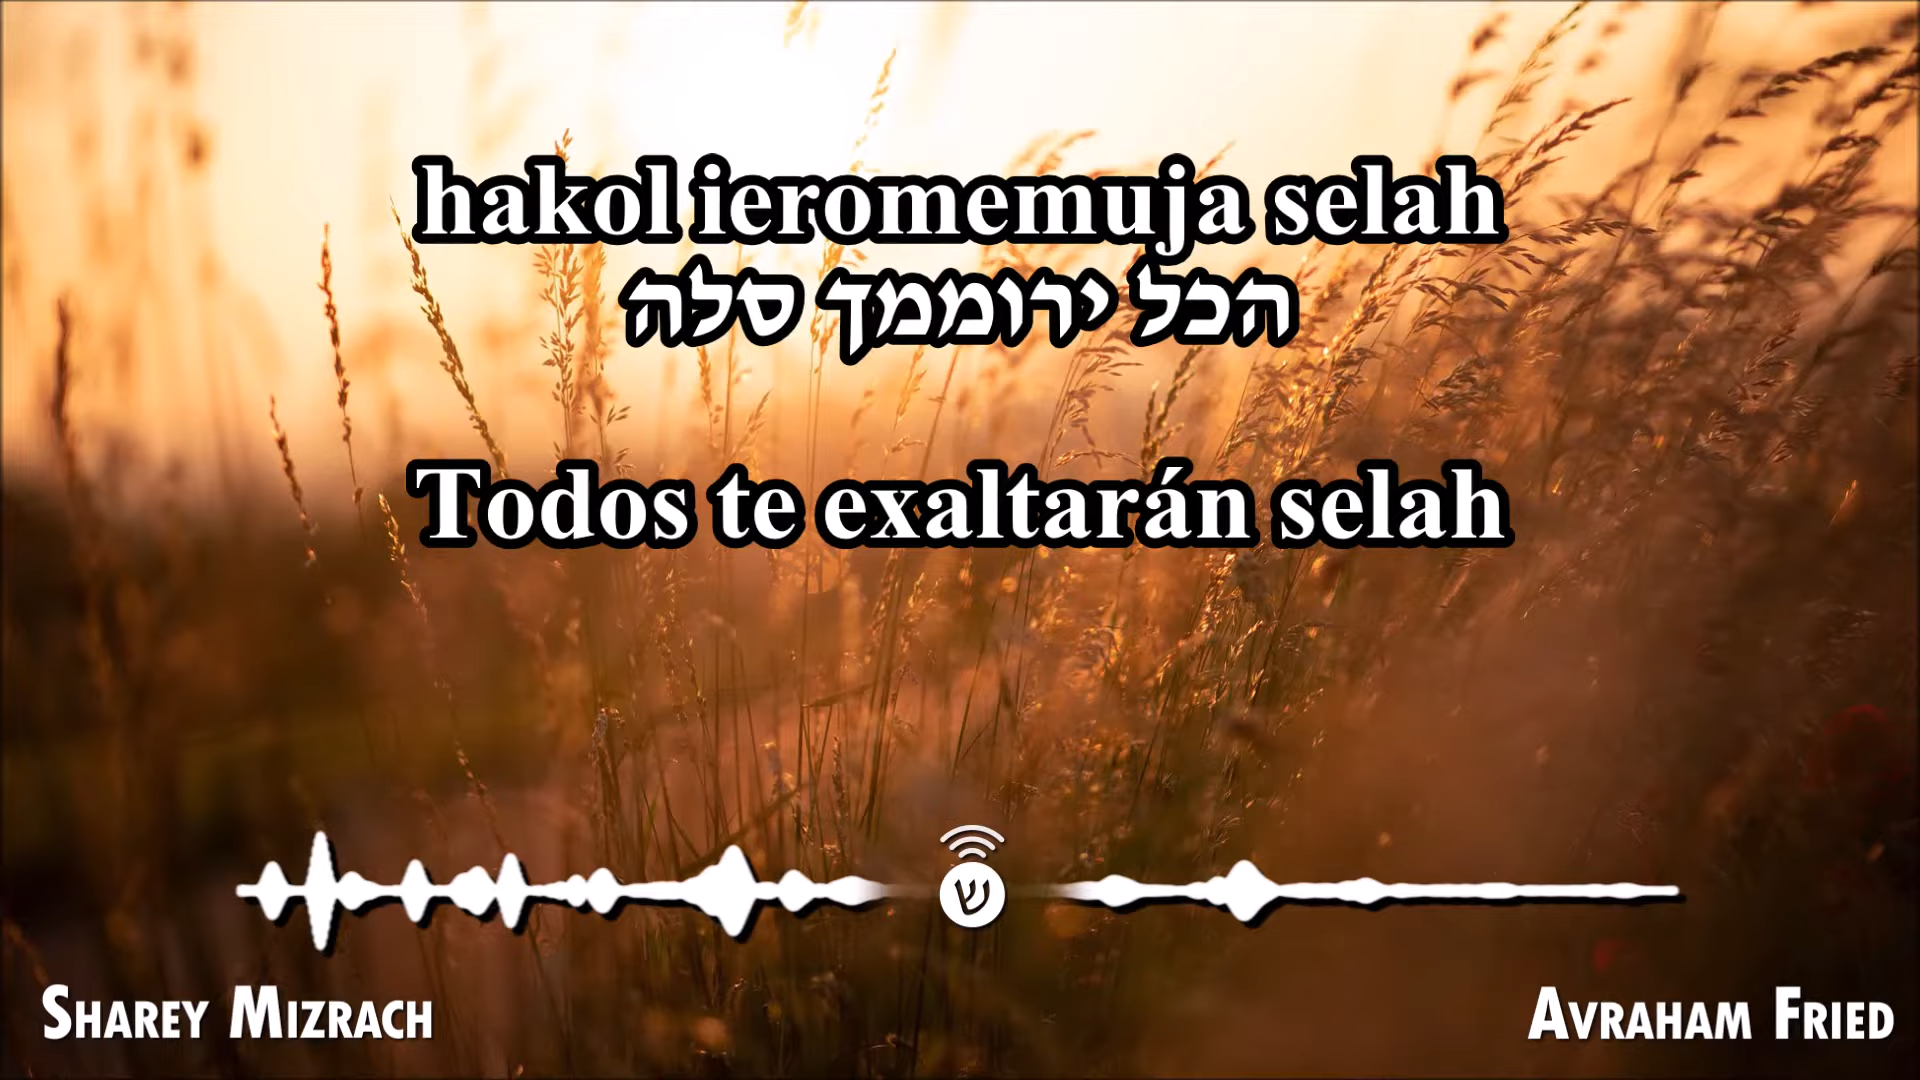 hakol ieromemuja selah
הכל ירוממך סלה
Todos te exaltarán selah
ש
Sharey Mizrach
Avraham Fried